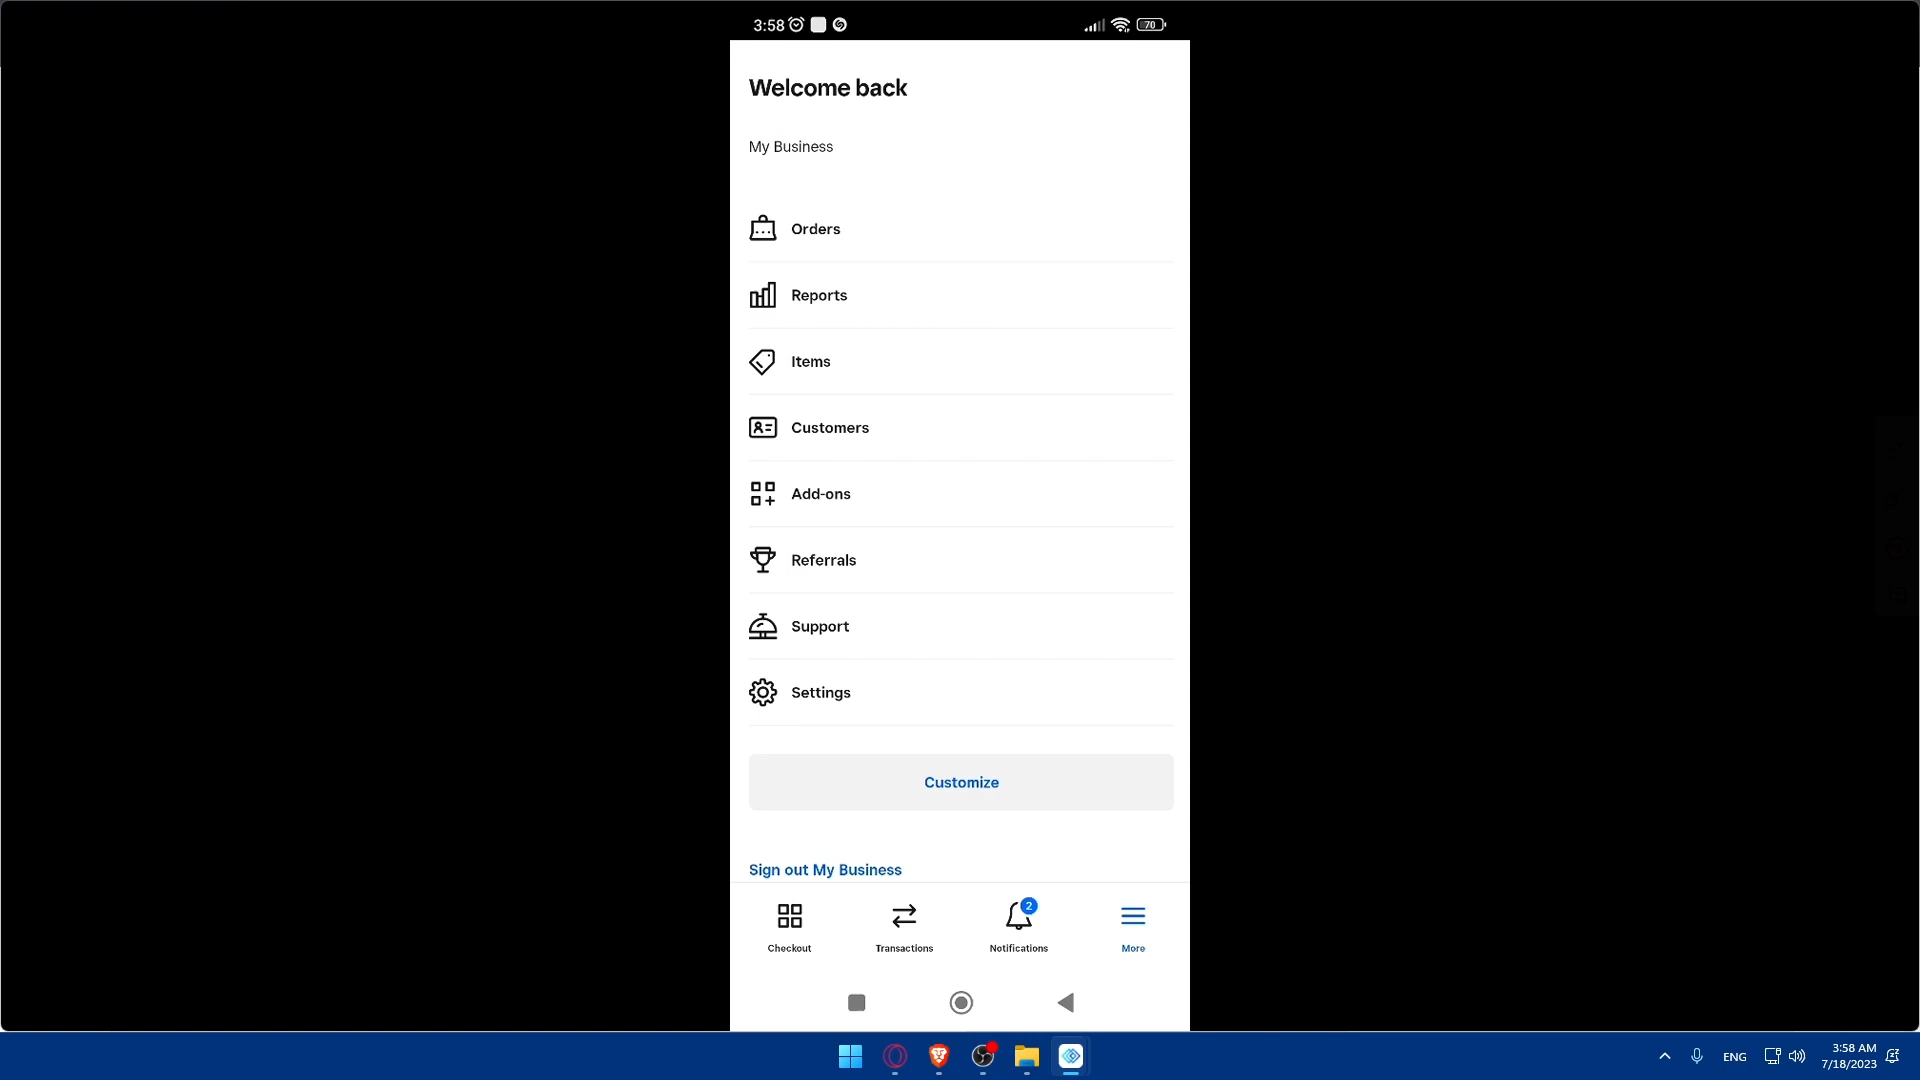 3:58
70
Welcome back
My Business
Orders
Reports
Items
Customers
Add-ons
Referrals
Support
Settings
Customize
Sign out My Business
2
Checkout
Transactions
Notifications
More
ENG
3:58 AM
7/18/2023